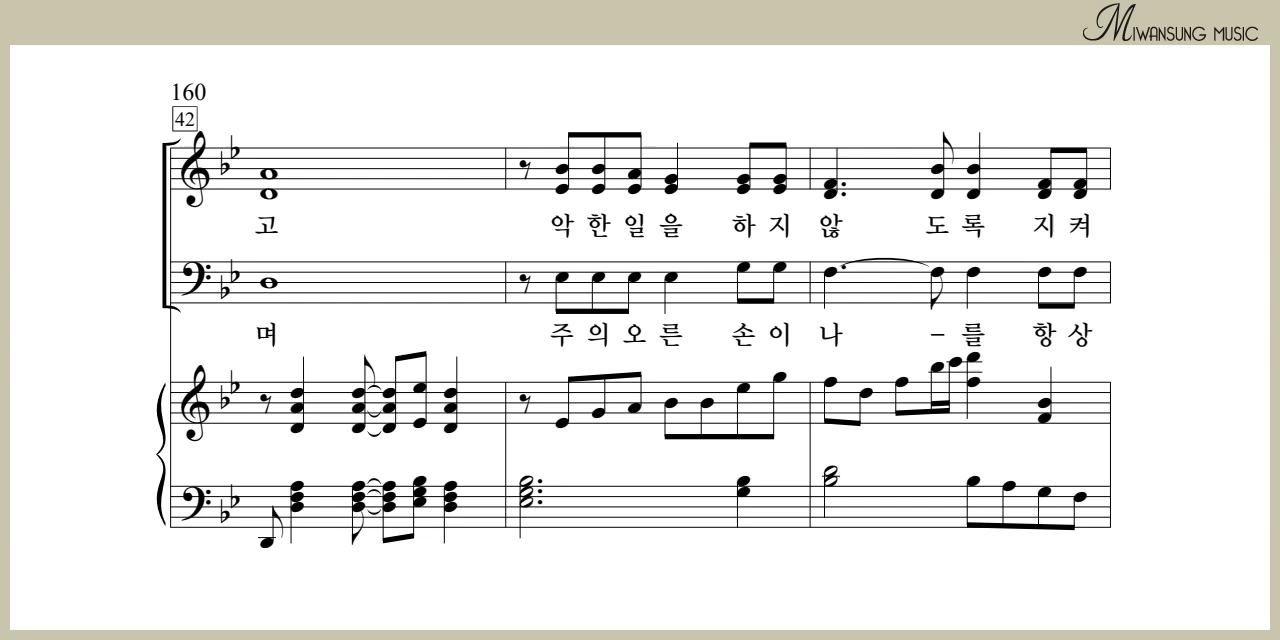 MIWANSUNG MUSIC
160
42
고 악 한 일 을 하 지 않 도 록 지 켜
며 주 의 오 른 손 이 나 – 를 항 상